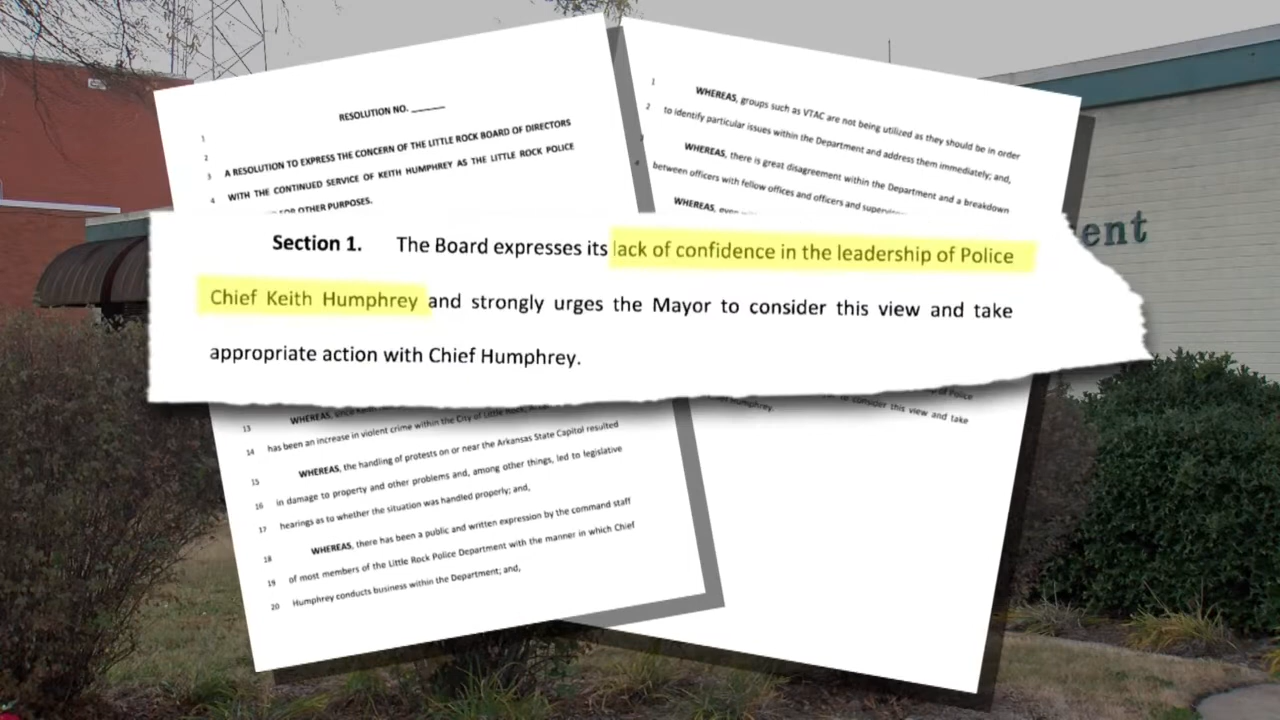 RESOLUTION NO. ________
1
2
3 A RESOLUTION TO EXPRESS THE CONCERN OF THE LITTLE ROCK BOARD OF DIRECTORS
4 WITH THE CONTINUED SERVICE OF KEITH HUMPHREY AS THE LITTLE ROCK POLICE
FOR OTHER PURPOSES.
1 WHEREAS, groups such as VTAC are not being utilized as they should be in order
2 to identify particular issues within the Department and address them immediately; and,
3 WHEREAS, there is great disagreement within the Department and a breakdown
4 between officers with fellow offices and officers and
WHEREAS,
Section 1. The Board expresses its lack of confidence in the leadership of Police
Chief Keith Humphrey and strongly urges the Mayor to consider this view and take
appropriate action with Chief Humphrey.
13 WHEREAS, since
14 has been an increase in violent crime within the City of Little Rock,
15 WHEREAS, the handling of protests on or near the Arkansas State Capitol resulted
16 in damage to property and other problems and, among other things, led to legislative
17 hearings as to whether the situation was handled properly; and,
18 WHEREAS, there has been a public and written expression by the command staff
19 of most members of the Little Rock Police Department with the manner in which Chief
20 Humphrey conducts business within the Department; and,
of Police
to consider this view and take
Humphrey.
ent